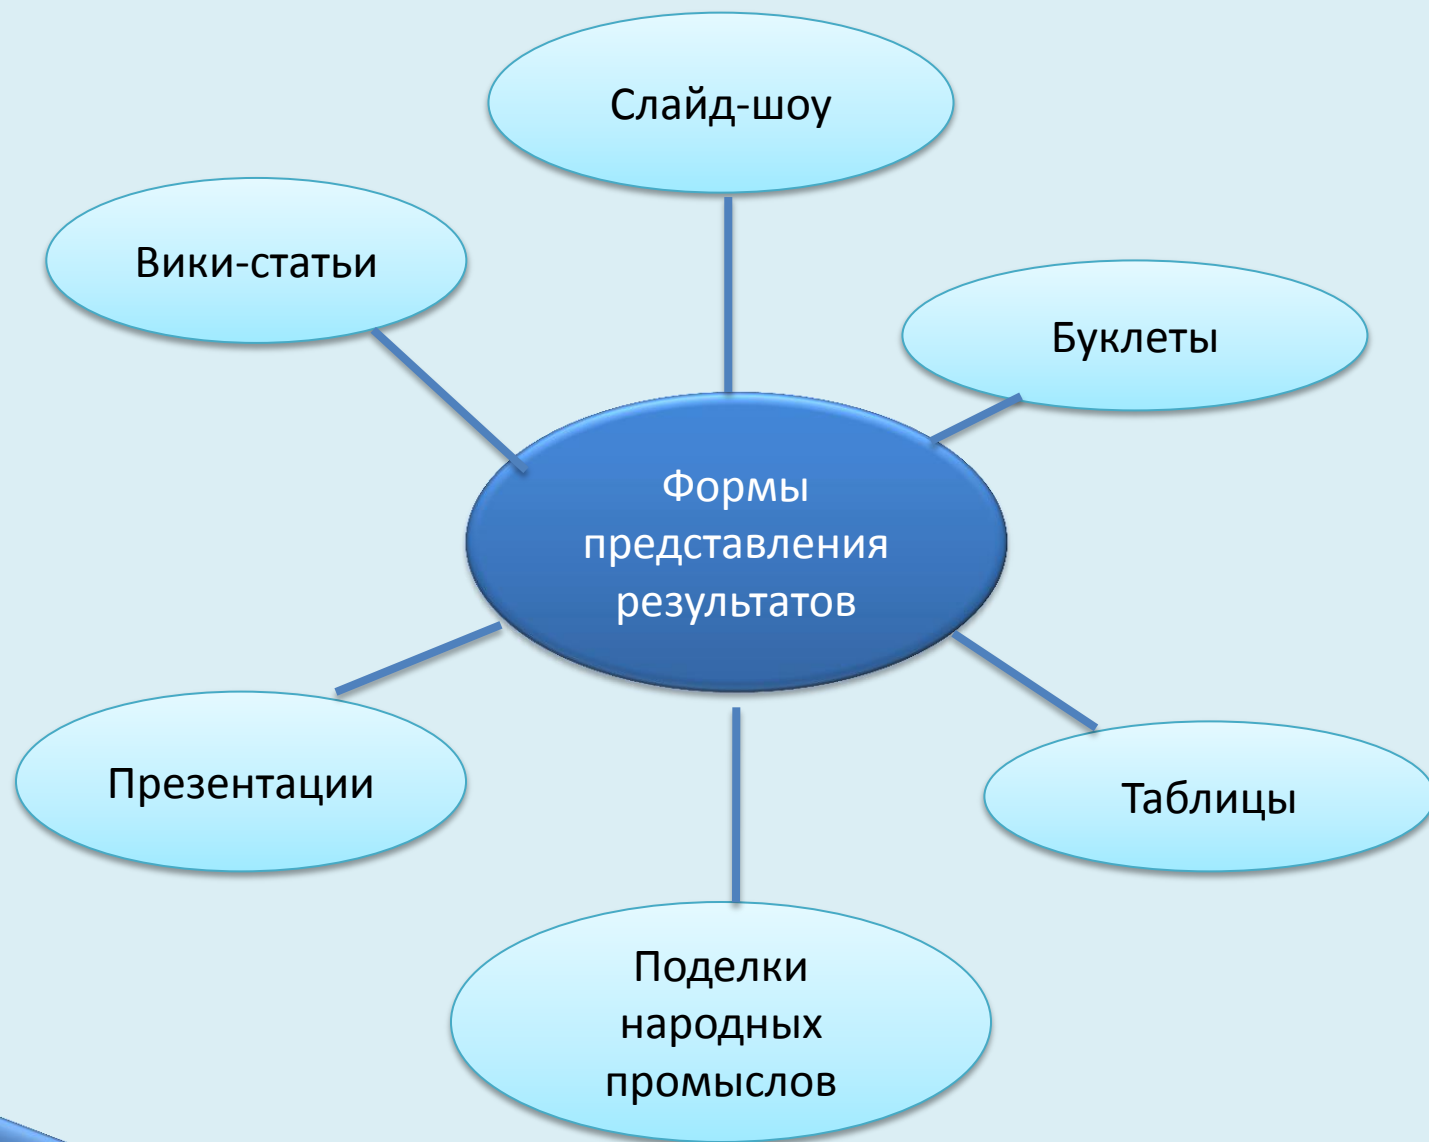 Слайд-шоу
Вики-статьи
Буклеты
Формы
представления
результатов
Презентации
Таблицы
Поделки
народных
промыслов